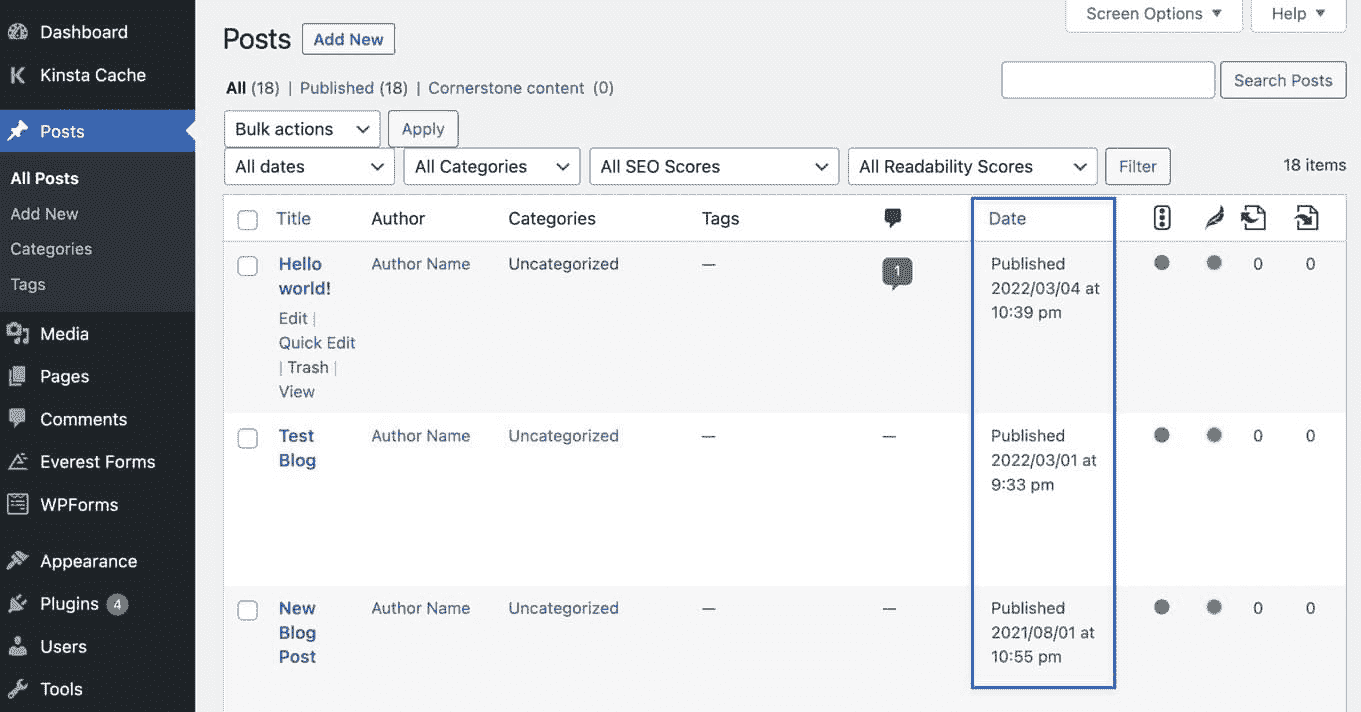 Dashboard
Kinsta Cache
Posts
All Posts
Add New
Categories
Tags
Media
Pages
Comments
Everest Forms
WPForms
Appearance
Plugins 4
Users
Tools
Screen Options Help
Posts Add New
All (18) | Published (18) | Cornerstone content (0)
Search Posts
Bulk actions Apply
All dates All Categories All SEO Scores All Readability Scores Filter 18 items
Title Author Categories Tags Date
Hello Author Name Uncategorized — 1 Published 0 0
world! 2022/03/04 at
Edit | 10:39 pm
Quick Edit
| Trash |
View
Test Author Name Uncategorized — — Published 0 0
Blog 2022/03/01 at
9:33 pm
New Author Name Uncategorized — — Published 0 0
Blog 2021/08/01 at
Post 10:55 pm